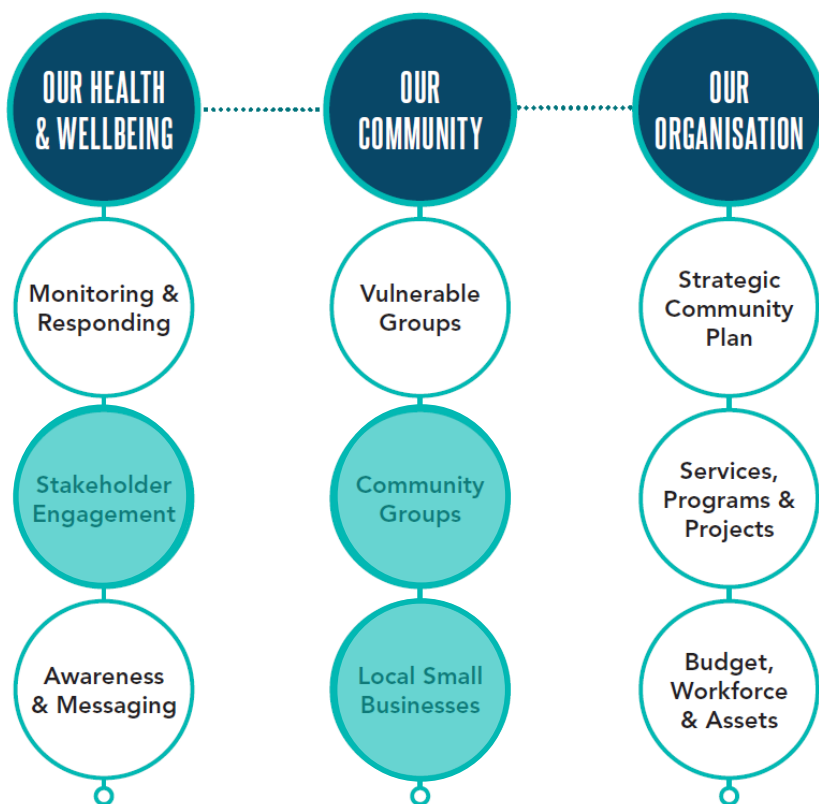 OUR HEALTH
& WELLBEING
OUR
COMMUNITY
OUR
ORGANISATION
Monitoring &
Responding
Vulnerable
Groups
Strategic
Community
Plan
Stakeholder
Engagement
Community
Groups
Services,
Programs &
Projects
Awareness
& Messaging
Local Small
Businesses
Budget,
Workforce
& Assets